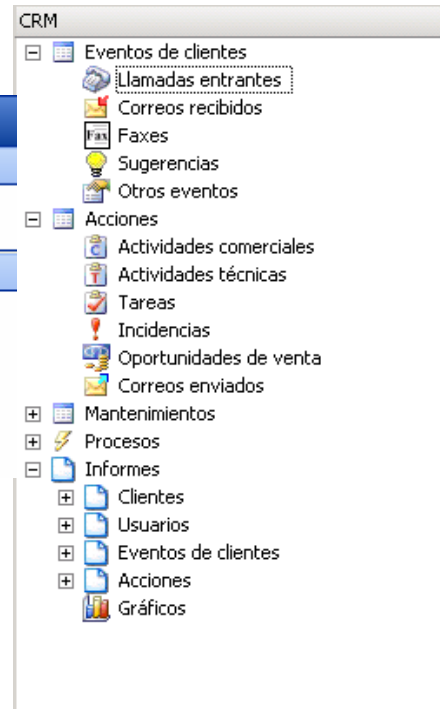 CRM
Eventos de clientes
Llamadas entrantes
Correos recibidos
Fax Faxes
Sugerencias
Otros eventos
Acciones
C Actividades comerciales
T Actividades técnicas
Tareas
Incidencias
Oportunidades de venta
Correos enviados
Mantenimientos
Procesos
Informes
Clientes
Usuarios
Eventos de clientes
Acciones
Gráficos